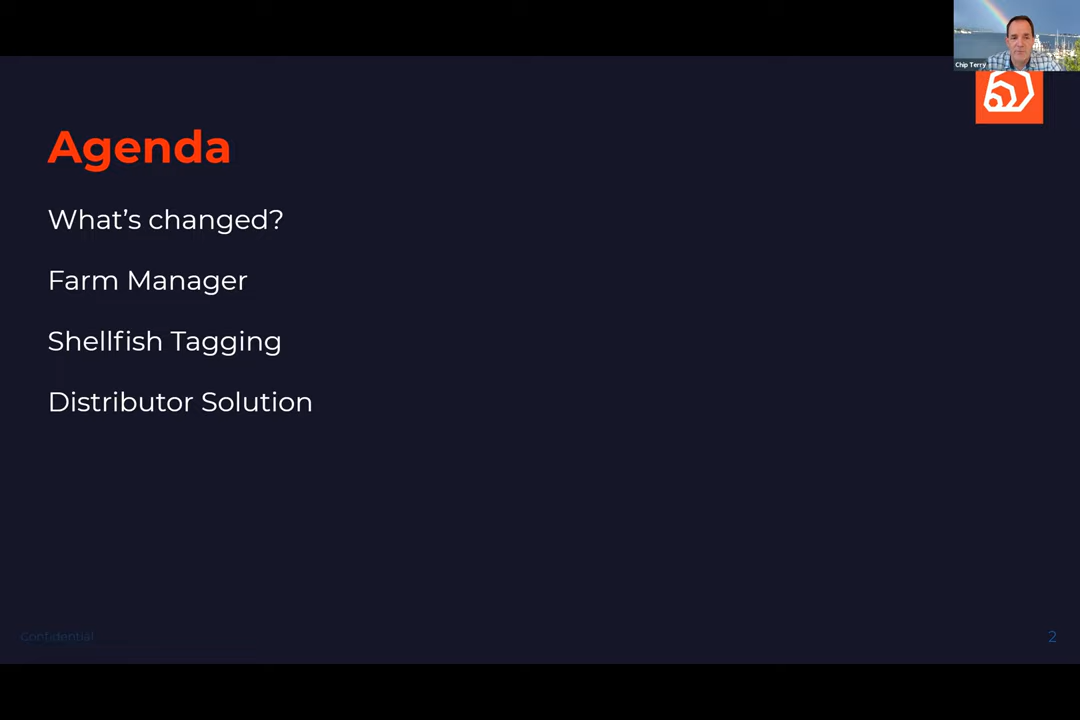 Chip Terry
Agenda
What's changed?
Farm Manager
Shellfish Tagging
Distributor Solution
Confidential
2